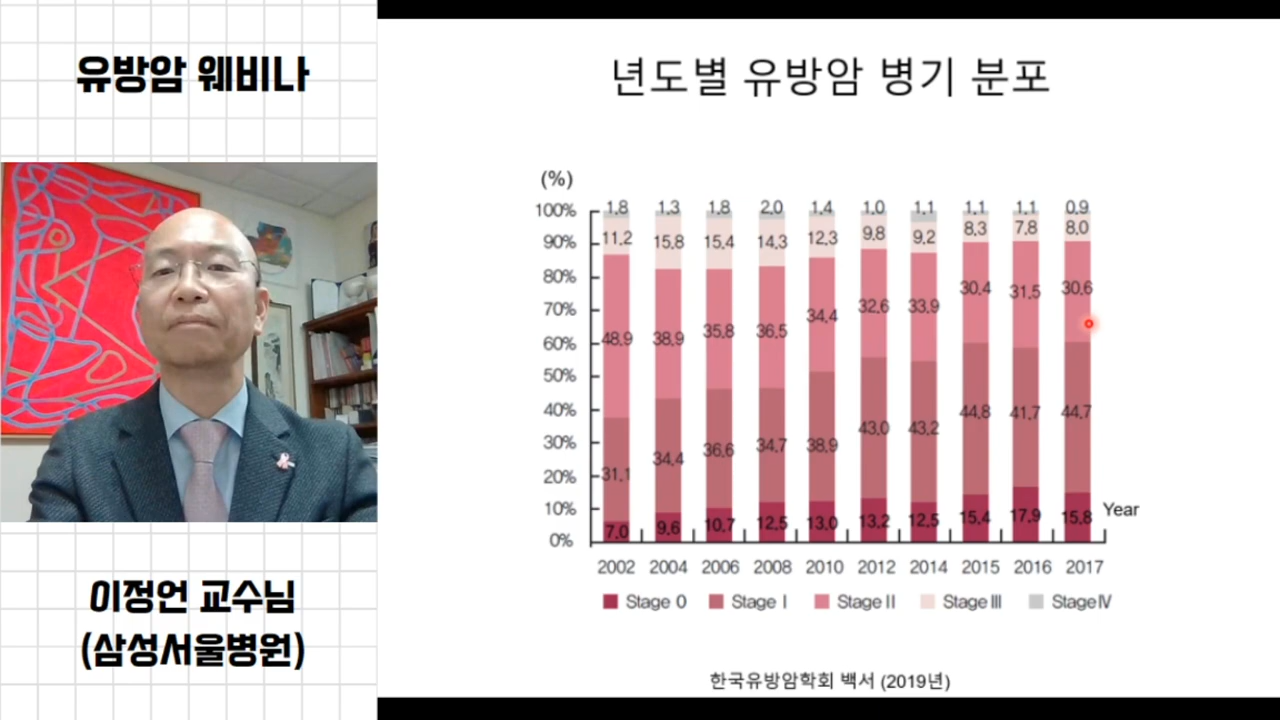 유방암 웨비나
이정언 교수님
(삼성서울병원)
년도별 유방암 병기 분포
(%)
100%
90%
80%
70%
60%
50%
40%
30%
20%
10%
0%
1.8 1.3 1.8 2.0 1.4 1.0 1.1 1.1 1.1 0.9
11.2 15.8 15.4 14.3 12.3 9.8 9.2 8.3 7.8 8.0
48.9 38.9 35.8 36.5 34.4 32.6 33.9 30.4 31.5 30.6
31.1 34.4 36.6 34.7 38.9 43.0 43.2 44.8 41.7 44.7
7.0 9.6 10.7 12.5 13.0 13.2 12.5 15.4 17.9 15.8
Year
2002 2004 2006 2008 2010 2012 2014 2015 2016 2017
Stage 0 Stage I Stage II Stage III Stage IV
한국유방암학회 백서 (2019년)